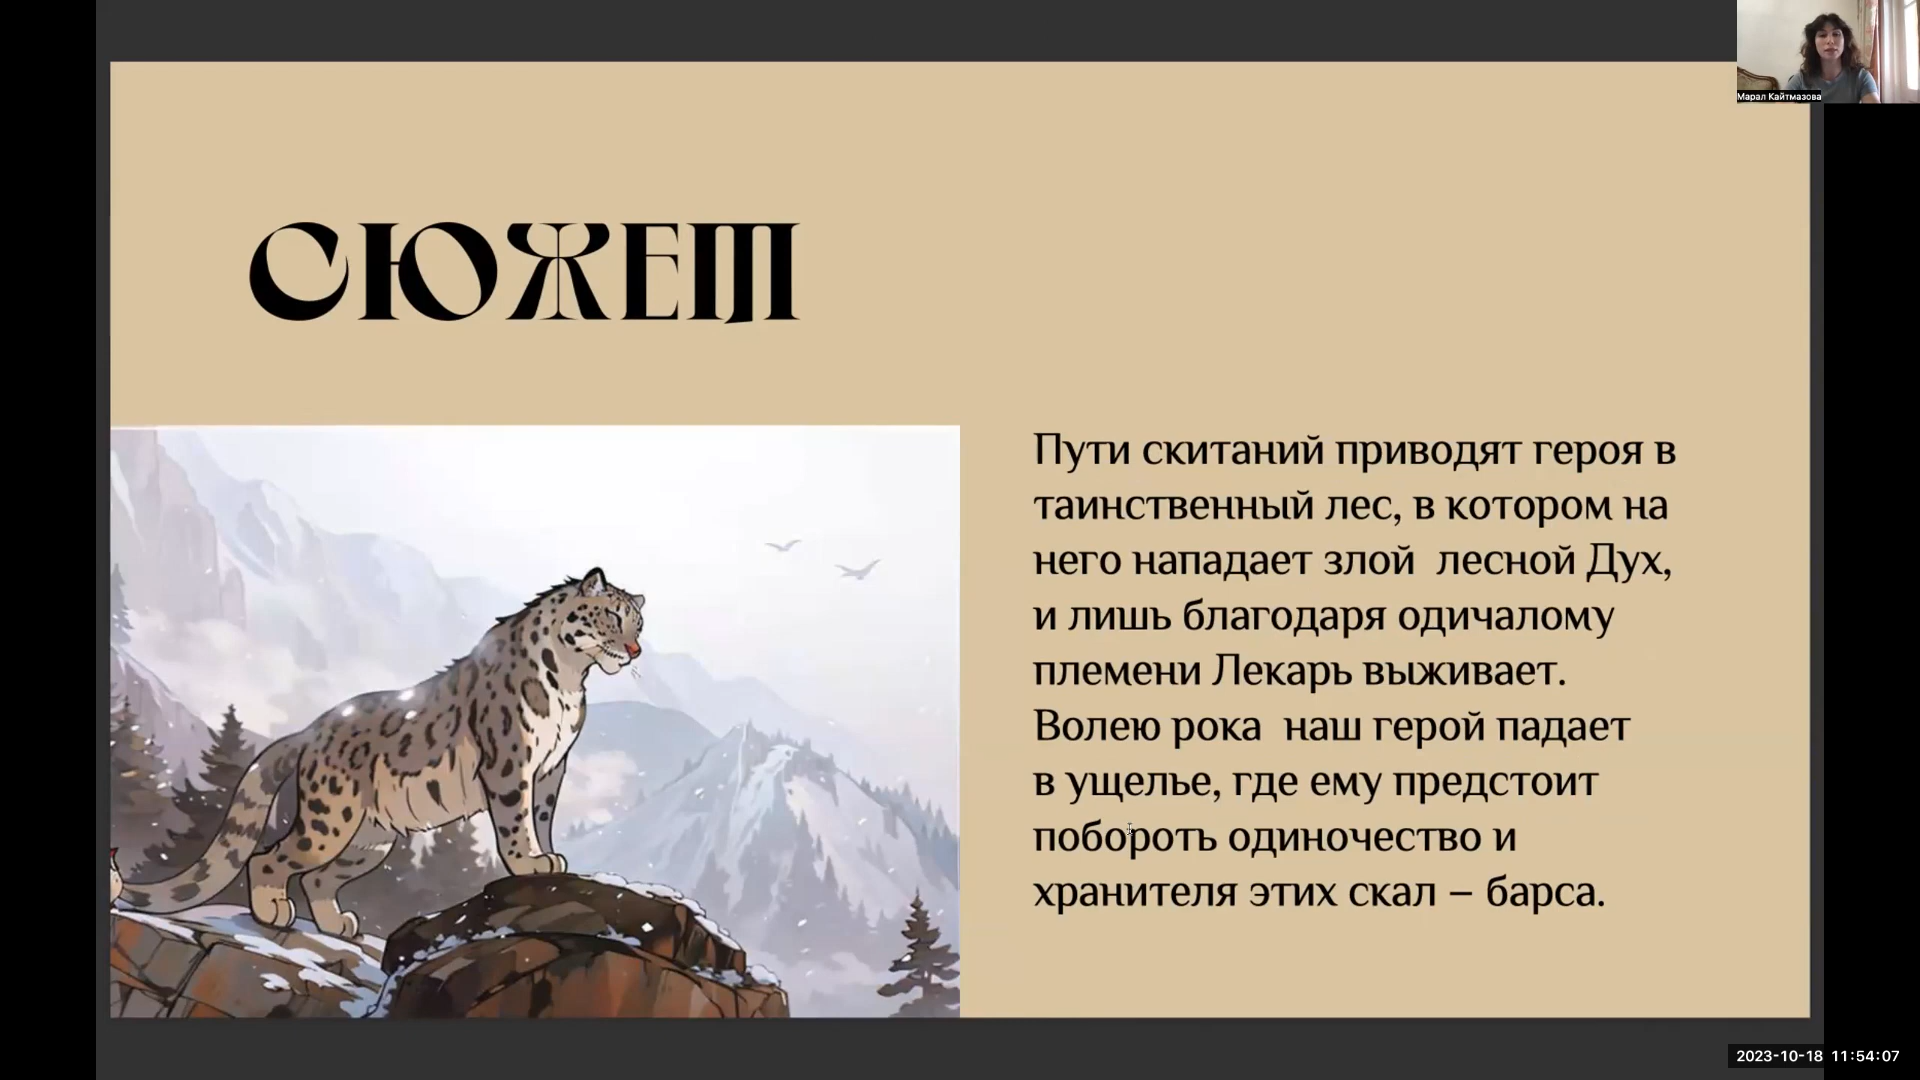 Марал Кайтмазова
СЮЖЕТ
Пути скитаний приводят героя в
таинственный лес, в котором на
него нападает злой  лесной Дух,
и лишь благодаря одичалому
племени Лекарь выживает.
Волею рока  наш герой падает
в ущелье, где ему предстоит
побороть одиночество и
хранителя этих скал – барса.
2023-10-18 11:54:07